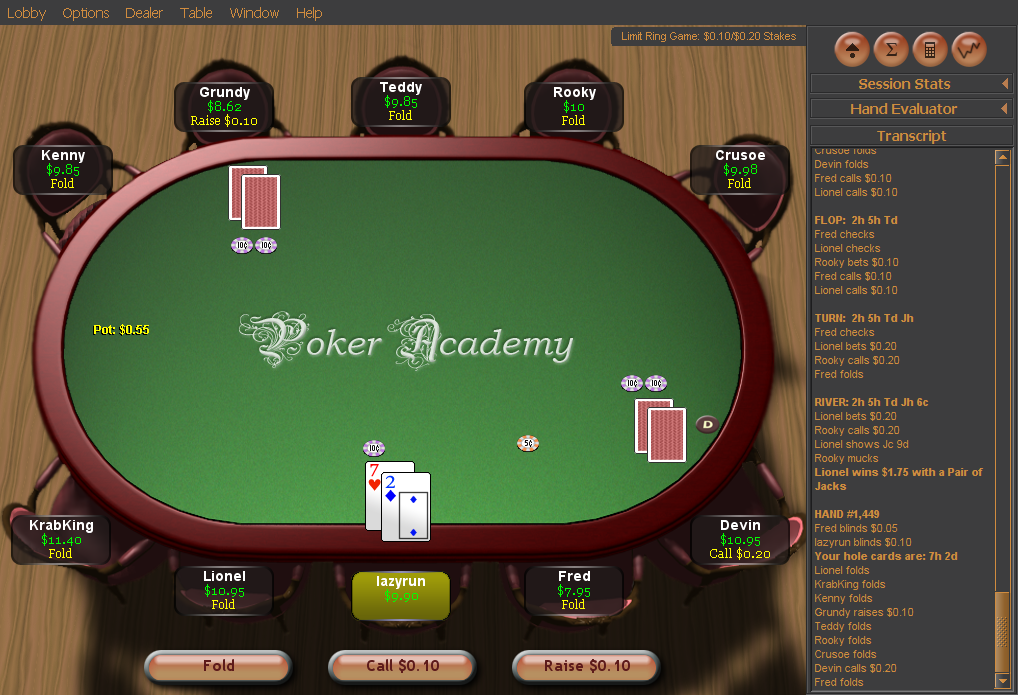 Lobby Options Dealer Table Window Help
Limit Ring Game: $0.10/$0.20 Stakes
Grundy
$8.62
Raise $0.10
Teddy
$9.85
Fold
Rooky
$10
Fold
Kenny
$9.85
Fold
Crusoe
$9.98
Fold
10¢ 10¢
Pot: $0.55
Poker Academy
10¢ 10¢
D
10¢
5¢
7
2
KrabKing
$11.40
Fold
Devin
$10.95
Call $0.20
Lionel
$10.95
Fold
lazyrun
$9.90
Fred
$7.95
Fold
Fold
Call $0.10
Raise $0.10
Σ
Session Stats
Hand Evaluator
Transcript
Crusoe folds
Devin folds
Fred calls $0.10
Lionel calls $0.10
FLOP: 2h 5h Td
Fred checks
Lionel checks
Rooky bets $0.10
Fred calls $0.10
Lionel calls $0.10
TURN: 2h 5h Td Jh
Fred checks
Lionel bets $0.20
Rooky calls $0.20
Fred folds
RIVER: 2h 5h Td Jh 6c
Lionel bets $0.20
Rooky calls $0.20
Lionel shows Jc 9d
Rooky mucks
Lionel wins $1.75 with a Pair of
Jacks
HAND #1,449
Fred blinds $0.05
lazyrun blinds $0.10
Your hole cards are: 7h 2d
Lionel folds
KrabKing folds
Kenny folds
Grundy raises $0.10
Teddy folds
Rooky folds
Crusoe folds
Devin calls $0.20
Fred folds